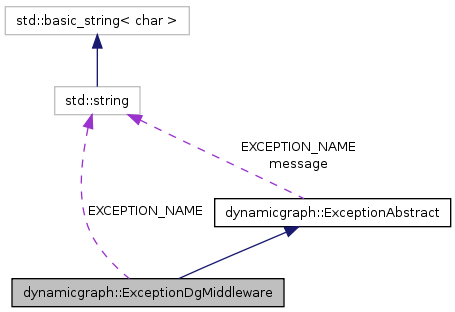 std::basic_string< char >
std::string
EXCEPTION_NAME
message
EXCEPTION_NAME
dynamicgraph::ExceptionAbstract
dynamicgraph::ExceptionDgMiddleware